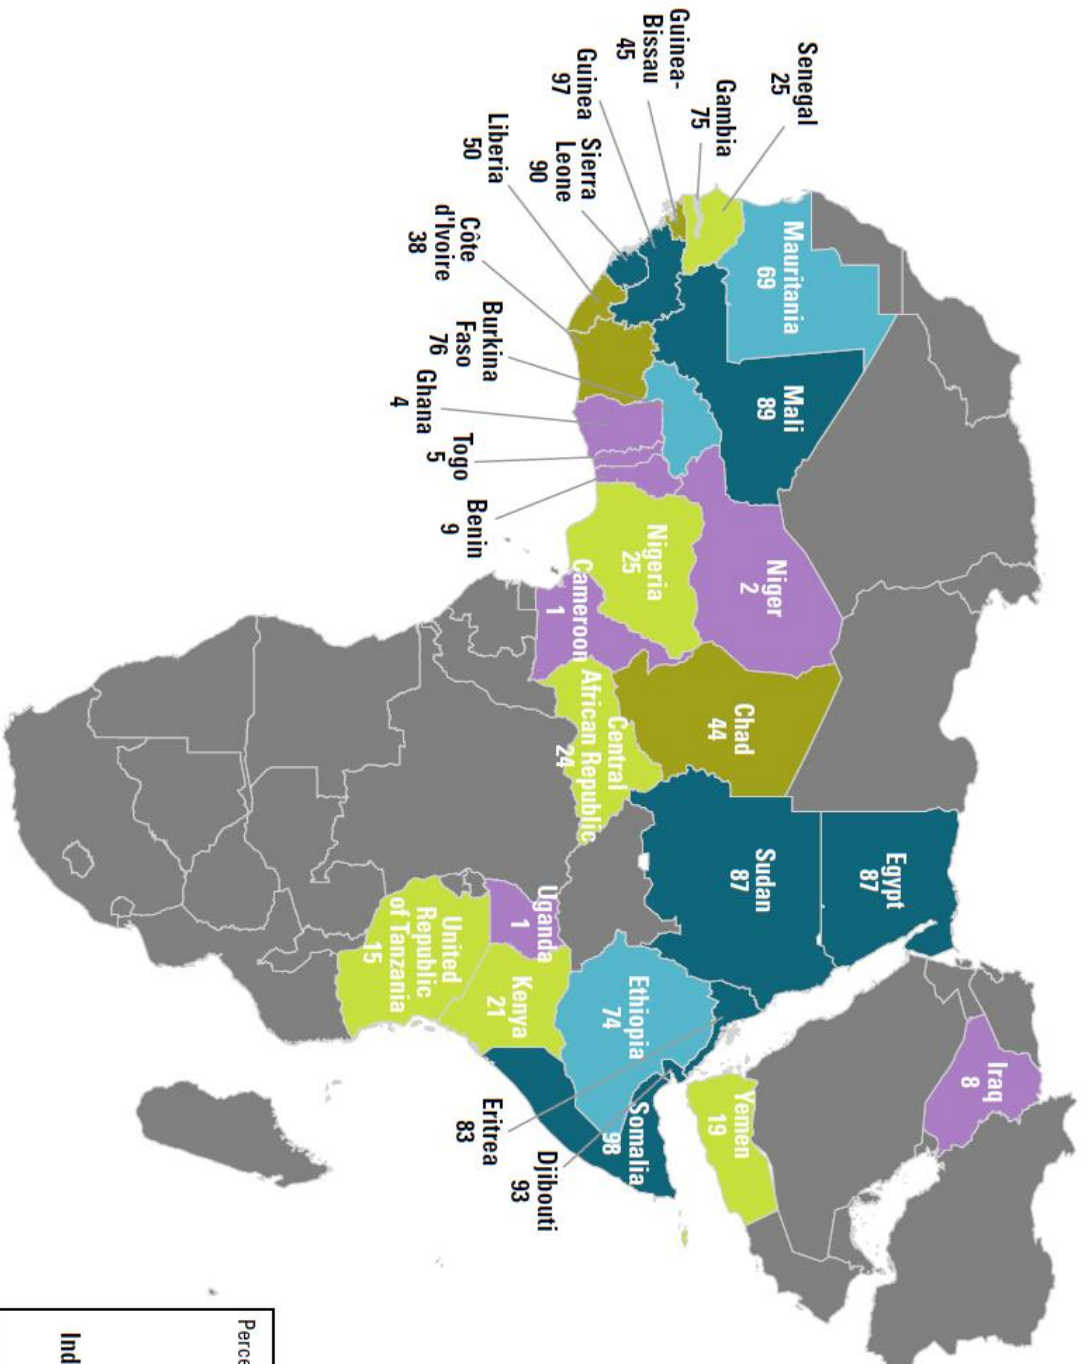 Senegal
25
Gambia
75
Guinea-
Bissau
45
Guinea
97
Sierra
Leone
90
Liberia
50
Côte
d'Ivoire
38
Burkina
Faso
76
Ghana
4
Togo
5
Benin
9
Mauritania
69
Mali
89
Niger
2
Nigeria
25
Cameroon
1
Chad
44
Central
African Republic
24
Egypt
87
Sudan
87
Uganda
1
United
Republic
of Tanzania
15
Kenya
21
Ethiopia
74
Eritrea
83
Djibouti
93
Somalia
98
Yemen
19
Iraq
8
Perce
Ind